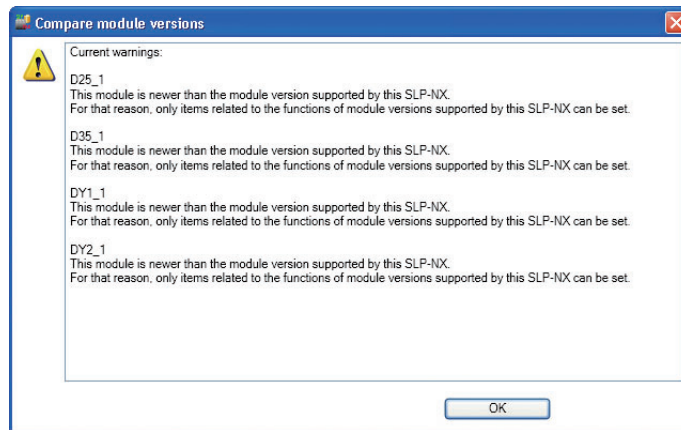 Compare module versions
Current warnings:
D25_1
This module is newer than the module version supported by this SLP-NX.
For that reason, only items related to the functions of module versions supported by this SLP-NX can be set.
D35_1
This module is newer than the module version supported by this SLP-NX.
For that reason, only items related to the functions of module versions supported by this SLP-NX can be set.
DY1_1
This module is newer than the module version supported by this SLP-NX.
For that reason, only items related to the functions of module versions supported by this SLP-NX can be set.
DY2_1
This module is newer than the module version supported by this SLP-NX.
For that reason, only items related to the functions of module versions supported by this SLP-NX can be set.
OK